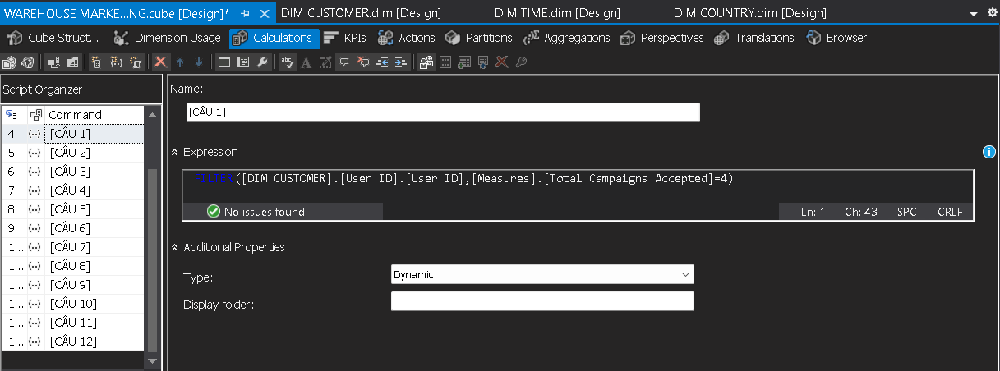 WAREHOUSE MARKE...NG.cube [Design]* DIM CUSTOMER.dim [Design] DIM TIME.dim [Design] DIM COUNTRY.dim [Design]
Cube Struct... Dimension Usage Calculations KPIs Actions Partitions Aggregations Perspectives Translations Browser
Script Organizer
Command
4 [CÂU 1]
5 [CÂU 2]
6 [CÂU 3]
7 [CÂU 4]
8 [CÂU 5]
9 [CÂU 6]
1... [CÂU 7]
1... [CÂU 8]
1... [CÂU 9]
1... [CÂU 10]
1... [CÂU 11]
1... [CÂU 12]
Name:
[CÂU 1]
Expression
FILTER([DIM CUSTOMER].[User ID].[User ID],[Measures].[Total Campaigns Accepted]=4)
No issues found Ln: 1 Ch: 43 SPC CRLF
Additional Properties
Type: Dynamic
Display folder: